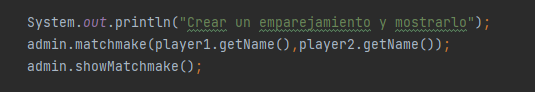 System.out.println("Crear un emparejamiento y mostrarlo");
admin.matchmake(player1.getName(),player2.getName());
admin.showMatchmake();